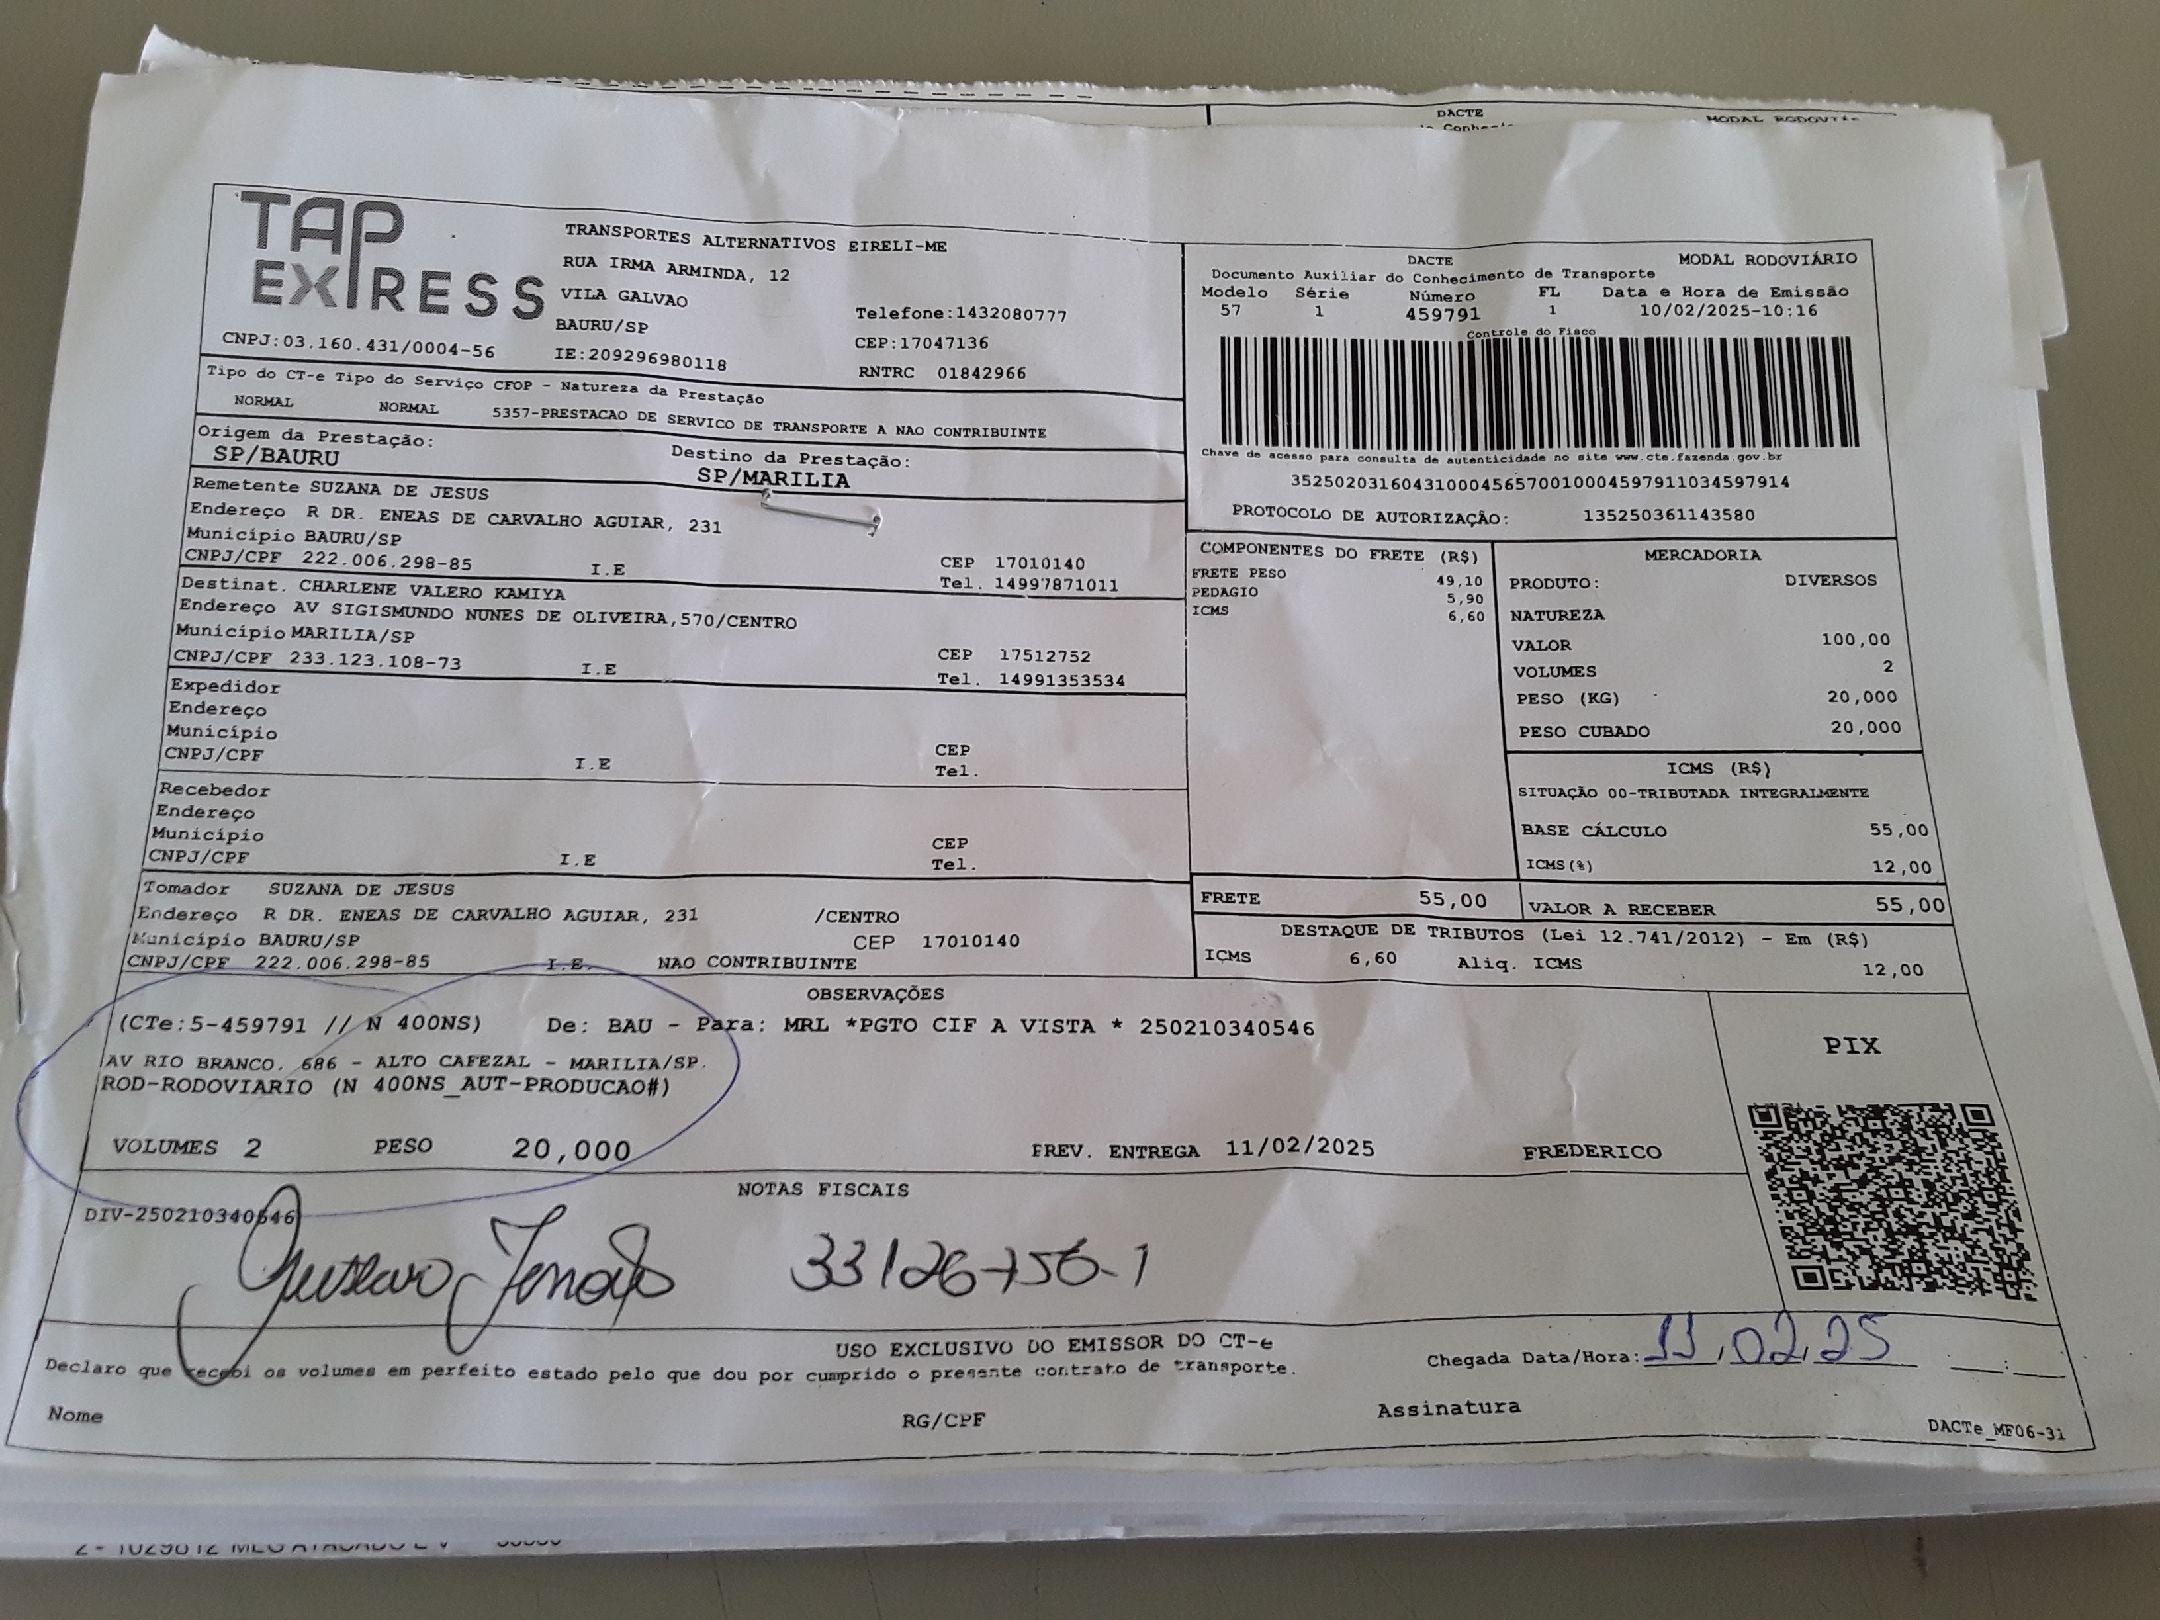 DACTE
MODAL RODOVIÁ
TAP EXPRESS
TRANSPORTES ALTERNATIVOS EIRELI-ME
RUA IRMA ARMINDA, 12
VILA GALVAO
Telefone:1432080777
BAURU/SP
CEP:17047136
CNPJ:03.160.431/0004-56
IE:209296980118
RNTRC 01842966
DACTE
MODAL RODOVIÁRIO
Documento Auxiliar do Conhecimento de Transporte
Modelo Série Número FL Data e Hora de Emissão
57 1 459791 1 10/02/2025-10:16
Controle do Fisco
Chave de acesso para consulta de autenticidade no site www.cte.fazenda.gov.br
35250203160431000456570010004597911034597914
PROTOCOLO DE AUTORIZAÇÃO: 135250361143580
Tipo do CT-e Tipo do Serviço CFOP - Natureza da Prestação
NORMAL NORMAL 5357-PRESTACAO DE SERVICO DE TRANSPORTE A NAO CONTRIBUINTE
Origem da Prestação: Destino da Prestação:
SP/BAURU SP/MARILIA
Remetente SUZANA DE JESUS
Endereço R DR. ENEAS DE CARVALHO AGUIAR, 231
Município BAURU/SP CEP 17010140
CNPJ/CPF 222.006.298-85 I.E Tel. 14997871011
Destinat. CHARLENE VALERO KAMIYA
Endereço AV SIGISMUNDO NUNES DE OLIVEIRA,570/CENTRO
Município MARILIA/SP CEP 17512752
CNPJ/CPF 233.123.108-73 I.E Tel. 14991353534
Expedidor
Endereço
Município CEP
CNPJ/CPF I.E Tel.
Recebedor
Endereço
Município CEP
CNPJ/CPF I.E Tel.
Tomador SUZANA DE JESUS
Endereço R DR. ENEAS DE CARVALHO AGUIAR, 231 /CENTRO
Município BAURU/SP CEP 17010140
CNPJ/CPF 222.006.298-85 I.E. NAO CONTRIBUINTE
COMPONENTES DO FRETE (R$)
FRETE PESO 49,10
PEDAGIO 5,90
ICMS 6,60
MERCADORIA
PRODUTO: DIVERSOS
NATUREZA
VALOR 100,00
VOLUMES 2
PESO (KG) 20,000
PESO CUBADO 20,000
ICMS (R$)
SITUAÇÃO 00-TRIBUTADA INTEGRALMENTE
BASE CÁLCULO 55,00
ICMS(%) 12,00
FRETE 55,00 VALOR A RECEBER 55,00
DESTAQUE DE TRIBUTOS (Lei 12.741/2012) - Em (R$)
ICMS 6,60 Aliq. ICMS 12,00
OBSERVAÇÕES
(CTe:5-459791 // N 400NS) De: BAU - Para: MRL *PGTO CIF A VISTA * 250210340546
AV RIO BRANCO, 686 - ALTO CAFEZAL - MARILIA/SP.
ROD-RODOVIARIO (N 400NS_AUT-PRODUCAO#)
PIX
VOLUMES 2 PESO 20,000 PREV. ENTREGA 11/02/2025 FREDERICO
NOTAS FISCAIS
DIV-250210340546
Gustavo 33126756-1
USO EXCLUSIVO DO EMISSOR DO CT-e
Declaro que recebi os volumes em perfeito estado pelo que dou por cumprido o presente contrato de transporte.
Chegada Data/Hora: 11.02.25
Nome RG/CPF Assinatura
DACTe_MF06-31